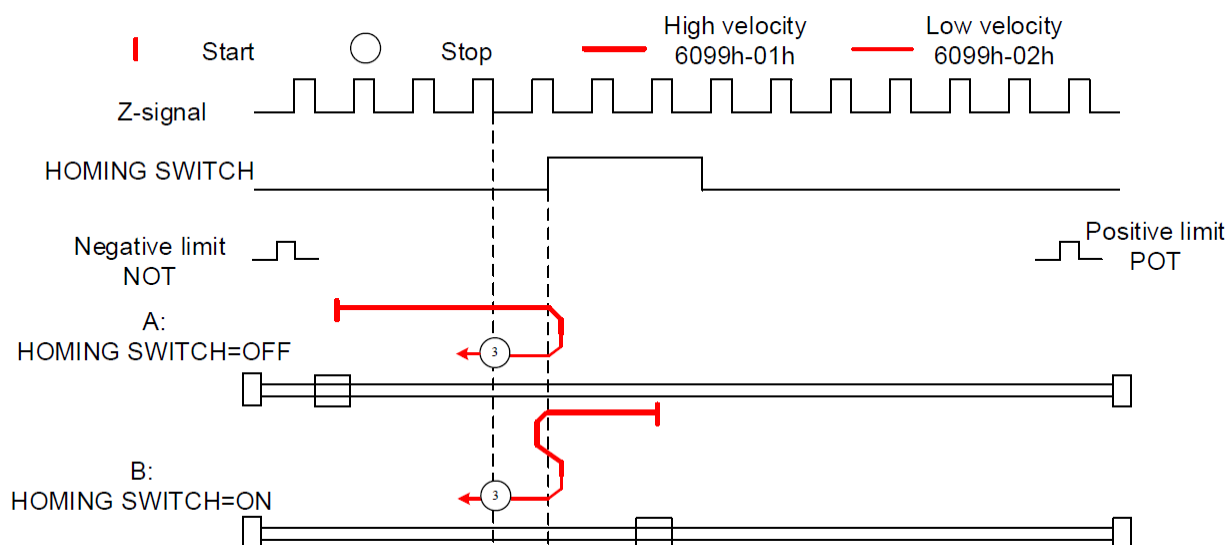 Start
Stop
High velocity
6099h-01h
Low velocity
6099h-02h
Z-signal
HOMING SWITCH
Negative limit
NOT
Positive limit
POT
A:
HOMING SWITCH=OFF
3
B:
HOMING SWITCH=ON
3